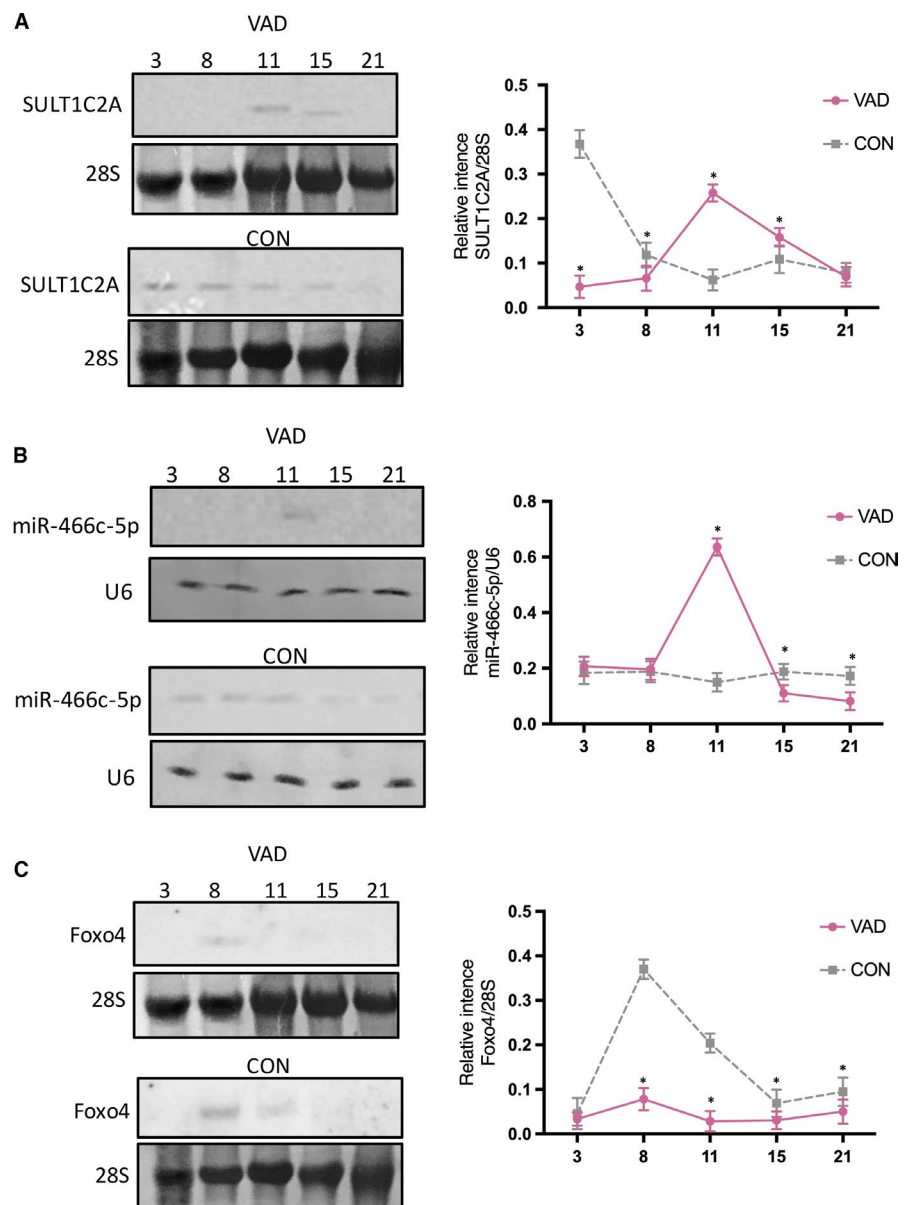 A
VAD
3 8 11 15 21
SULT1C2A
28S
CON
SULT1C2A
28S
Relative intence
SULT1C2A/28S
0.5
0.4
0.3
0.2
0.1
0.0
* * * *
3 8 11 15 21
VAD
CON
B
VAD
3 8 11 15 21
miR-466c-5p
U6
CON
miR-466c-5p
U6
Relative intence
miR-466c-5p/U6
0.8
0.6
0.4
0.2
0.0
* * *
3 8 11 15 21
VAD
CON
C
VAD
3 8 11 15 21
Foxo4
28S
CON
Foxo4
28S
Relative intence
Foxo4/28S
0.5
0.4
0.3
0.2
0.1
0.0
* * * *
3 8 11 15 21
VAD
CON